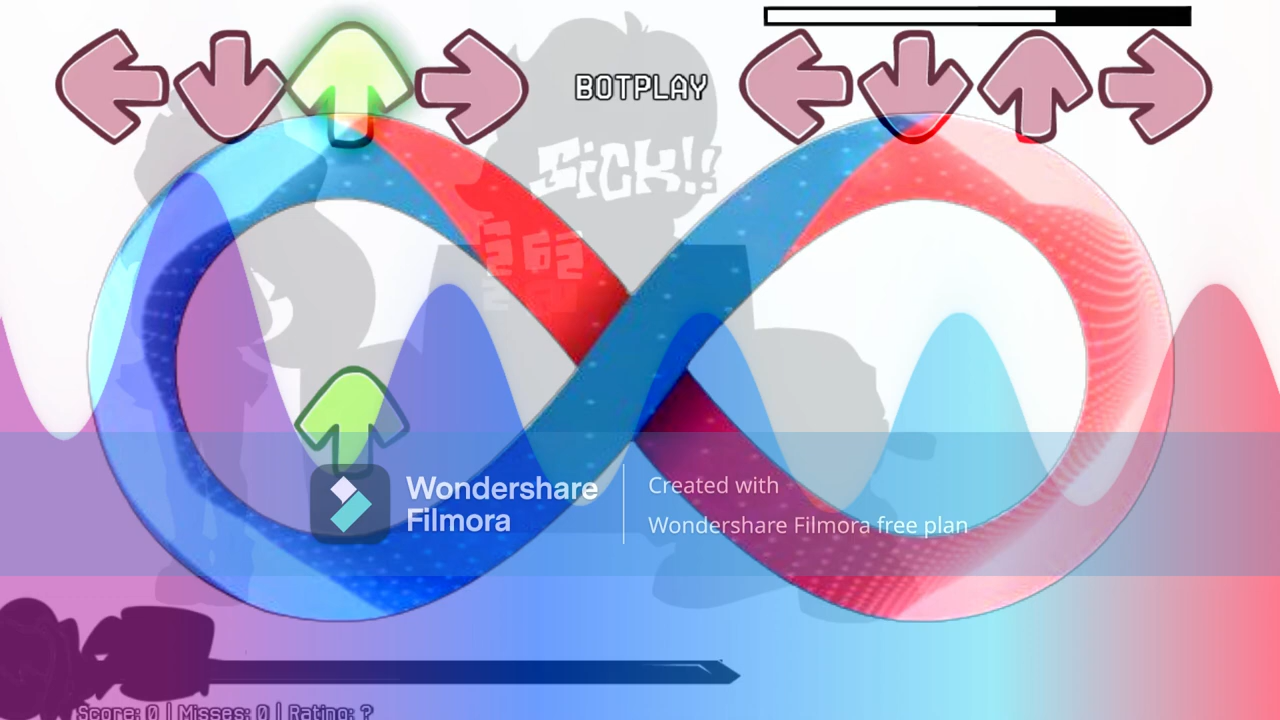 BOTPLAY
SiCK!!
Wondershare
Filmora
Created with
Wondershare Filmora free plan
Score: 0 | Misses: 0 | Rating: ?